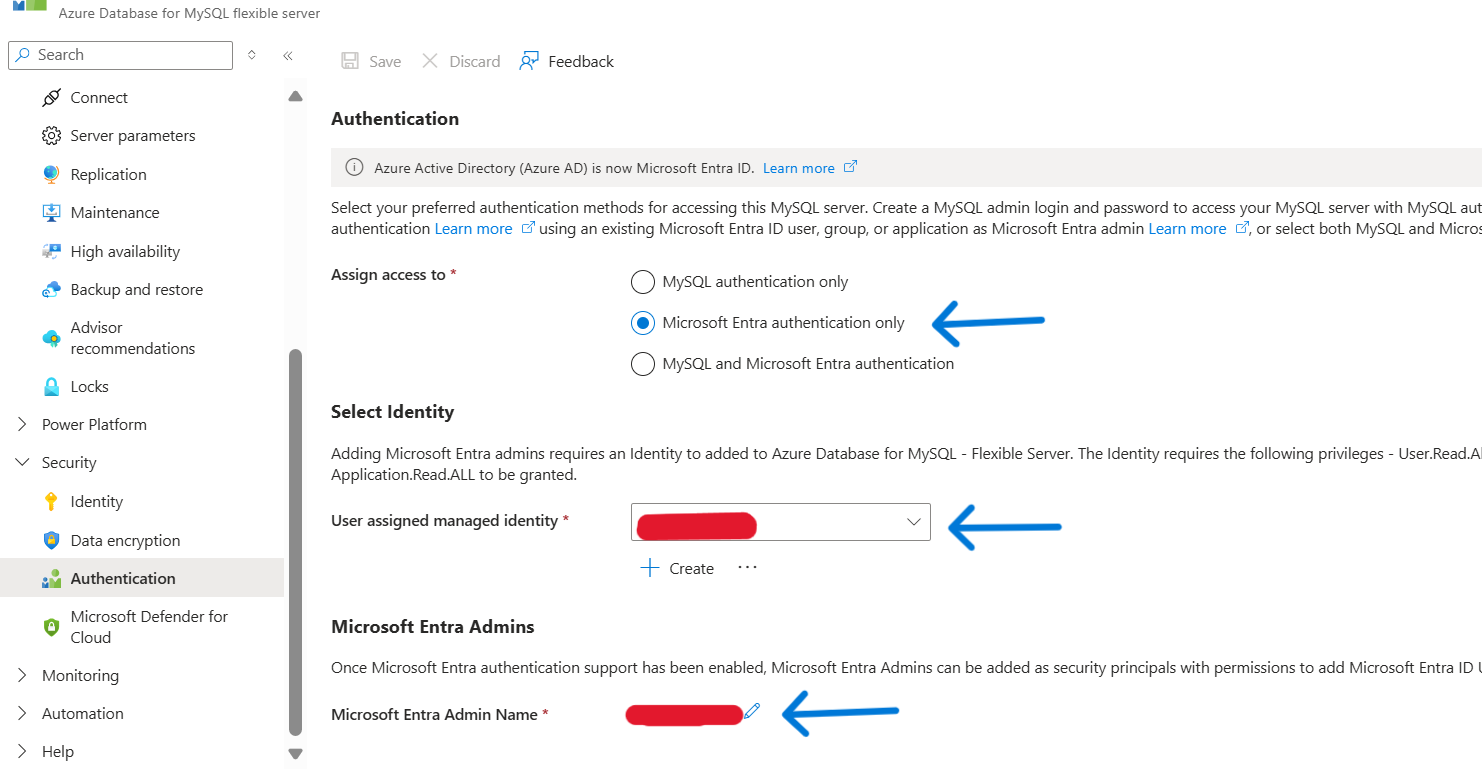 Azure Database for MySQL flexible server
Search
Save
Discard
Feedback
Connect
Server parameters
Replication
Maintenance
High availability
Backup and restore
Advisor
recommendations
Locks
Power Platform
Security
Identity
Data encryption
Authentication
Microsoft Defender for
Cloud
Monitoring
Automation
Help
Authentication
Azure Active Directory (Azure AD) is now Microsoft Entra ID. Learn more
Select your preferred authentication methods for accessing this MySQL server. Create a MySQL admin login and password to access your MySQL server with MySQL aut
authentication Learn more using an existing Microsoft Entra ID user, group, or application as Microsoft Entra admin Learn more , or select both MySQL and Micros
Assign access to *
MySQL authentication only
Microsoft Entra authentication only
MySQL and Microsoft Entra authentication
Select Identity
Adding Microsoft Entra admins requires an Identity to added to Azure Database for MySQL - Flexible Server. The Identity requires the following privileges - User.Read.Al
Application.Read.ALL to be granted.
User assigned managed identity *
Create ...
Microsoft Entra Admins
Once Microsoft Entra authentication support has been enabled, Microsoft Entra Admins can be added as security principals with permissions to add Microsoft Entra ID U
Microsoft Entra Admin Name *